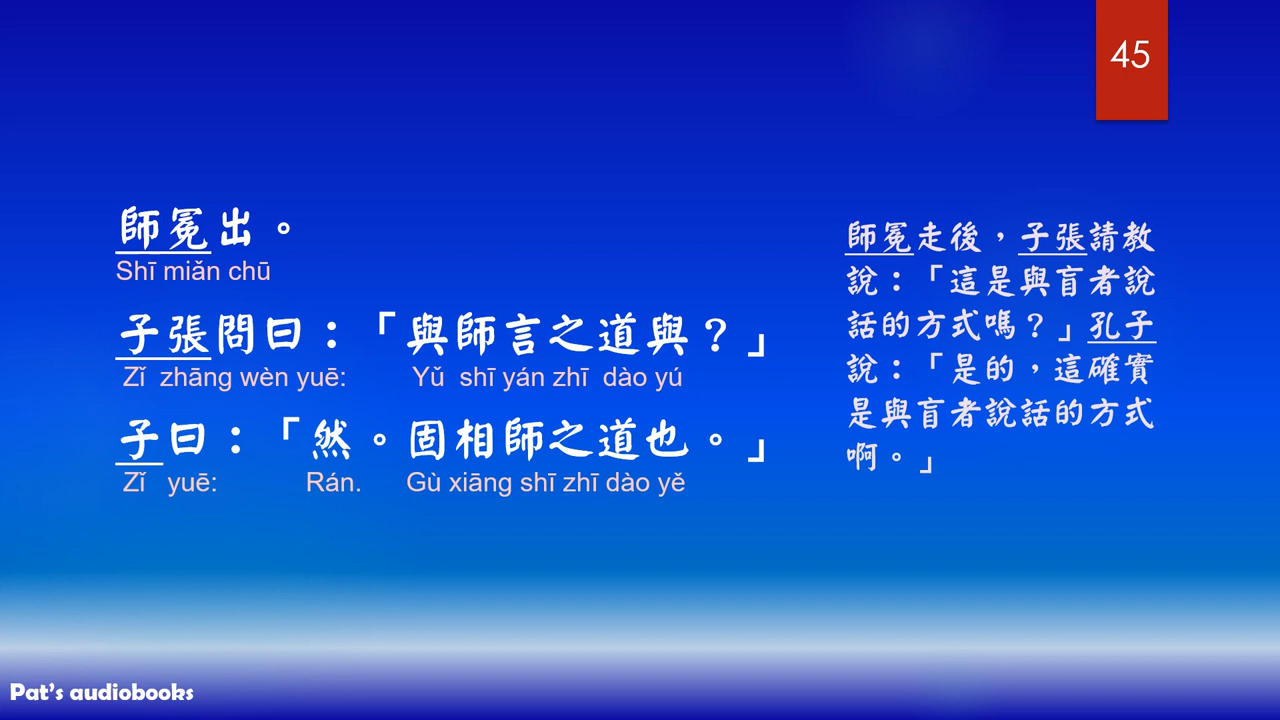 45
師冕出。
Shī miǎn chū
子張問曰：「與師言之道與？」
Zǐ zhāng wèn yuē: Yǔ shī yán zhī dào yú
子曰：「然。固相師之道也。」
Zǐ yuē: Rán. Gù xiāng shī zhī dào yě
師冕走後，子張請教
說：「這是與盲者說
話的方式嗎？」孔子
說：「是的，這確實
是與盲者說話的方式
啊。」
Pat's audiobooks